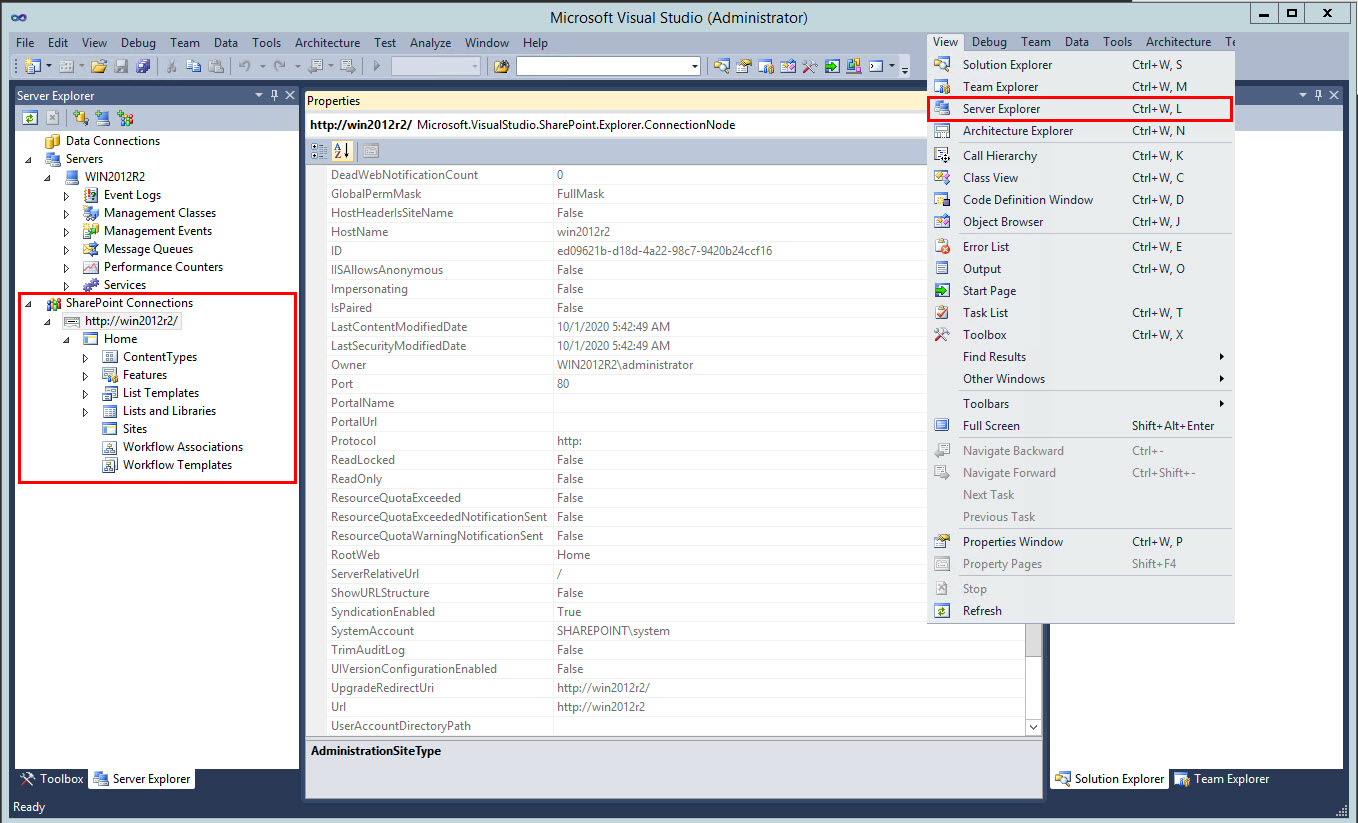 Microsoft Visual Studio (Administrator)
File Edit View Debug Team Data Tools Architecture Test Analyze Window Help
Server Explorer
Data Connections
Servers
WIN2012R2
Event Logs
Management Classes
Management Events
Message Queues
Performance Counters
Services
SharePoint Connections
http://win2012r2/
Home
ContentTypes
Features
List Templates
Lists and Libraries
Sites
Workflow Associations
Workflow Templates
Toolbox
Server Explorer
Properties
http://win2012r2/ Microsoft.VisualStudio.SharePoint.Explorer.ConnectionNode
DeadWebNotificationCount 0
GlobalPermMask FullMask
HostHeaderIsSiteName False
HostName win2012r2
ID ed09621b-d18d-4a22-98c7-9420b24ccf16
IISAllowsAnonymous False
Impersonating False
IsPaired False
LastContentModifiedDate 10/1/2020 5:42:49 AM
LastSecurityModifiedDate 10/1/2020 5:42:49 AM
Owner WIN2012R2\administrator
Port 80
PortalName
PortalUrl
Protocol http:
ReadLocked False
ReadOnly False
ResourceQuotaExceeded False
ResourceQuotaExceededNotificationSent False
ResourceQuotaWarningNotificationSent False
RootWeb Home
ServerRelativeUrl /
ShowURLStructure False
SyndicationEnabled True
SystemAccount SHAREPOINT\system
TrimAuditLog False
UIVersionConfigurationEnabled False
UpgradeRedirectUri http://win2012r2/
Url http://win2012r2
UserAccountDirectoryPath
AdministrationSiteType
View Debug Team Data Tools Architecture Te
Solution Explorer Ctrl+W, S
Team Explorer Ctrl+W, M
Server Explorer Ctrl+W, L
Architecture Explorer Ctrl+W, N
Call Hierarchy Ctrl+W, K
Class View Ctrl+W, C
Code Definition Window Ctrl+W, D
Object Browser Ctrl+W, J
Error List Ctrl+W, E
Output Ctrl+W, O
Start Page
Task List Ctrl+W, T
Toolbox Ctrl+W, X
Find Results
Other Windows
Toolbars
Full Screen Shift+Alt+Enter
Navigate Backward Ctrl+-
Navigate Forward Ctrl+Shift+-
Next Task
Previous Task
Properties Window Ctrl+W, P
Property Pages Shift+F4
Stop
Refresh
Solution Explorer
Team Explorer
Ready